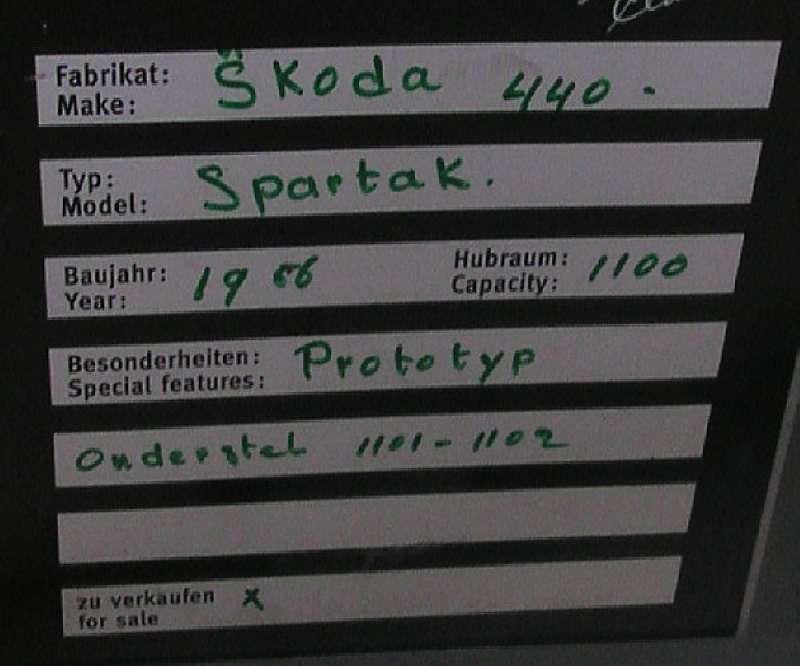 Fabrikat: Škoda 440.
Make:
Typ: Spartak.
Model:
Baujahr: 1956 Hubraum: 1100
Year: Capacity:
Besonderheiten: Prototyp
Special features:
Onderstel 1101-1102
zu verkaufen x
for sale